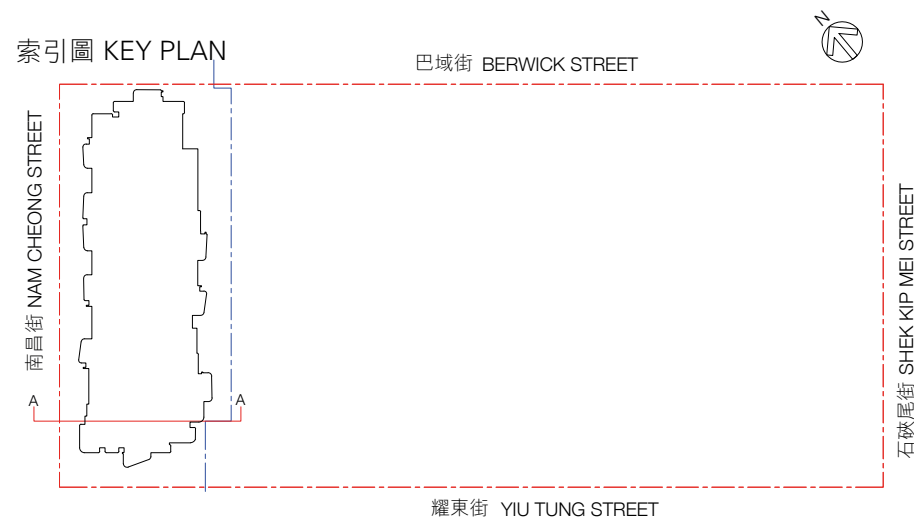 N
索引圖 KEY PLAN
巴域街 BERWICK STREET
南昌街 NAM CHEONG STREET
石硤尾街 SHEK KIP MEI STREET
A
A
耀東街 YIU TUNG STREET